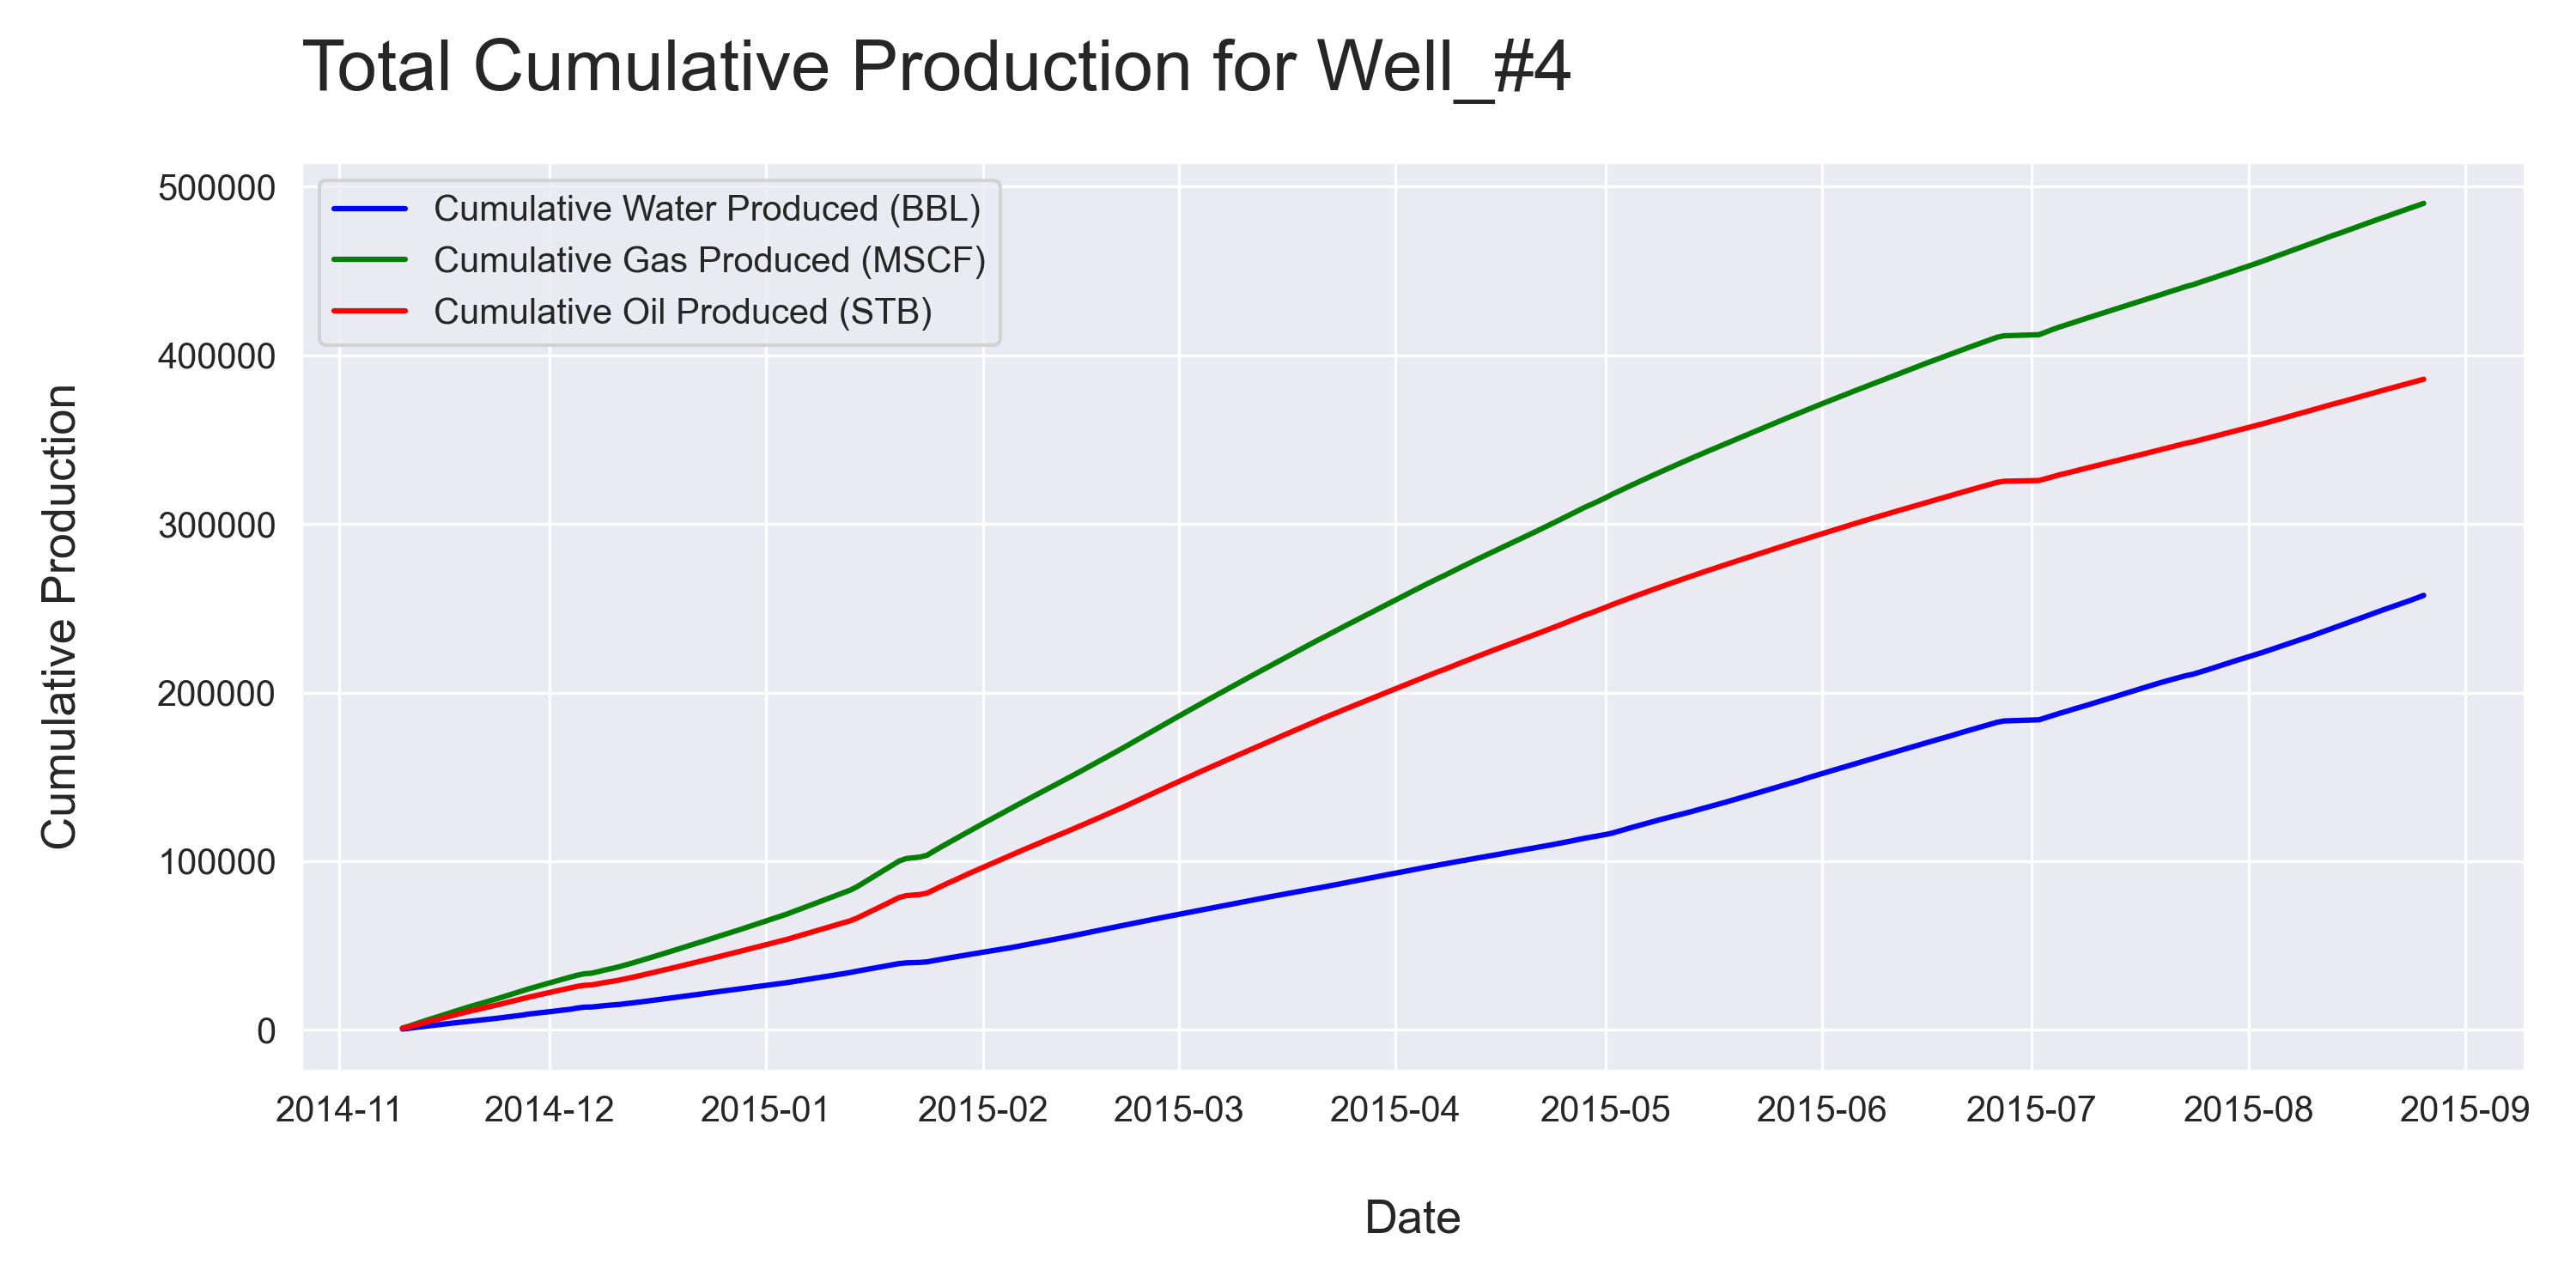 Total Cumulative Production for Well_#4
Cumulative Water Produced (BBL)
Cumulative Gas Produced (MSCF)
Cumulative Oil Produced (STB)
Cumulative Production
500000
400000
300000
200000
100000
0
2014-11 2014-12 2015-01 2015-02 2015-03 2015-04 2015-05 2015-06 2015-07 2015-08 2015-09
Date